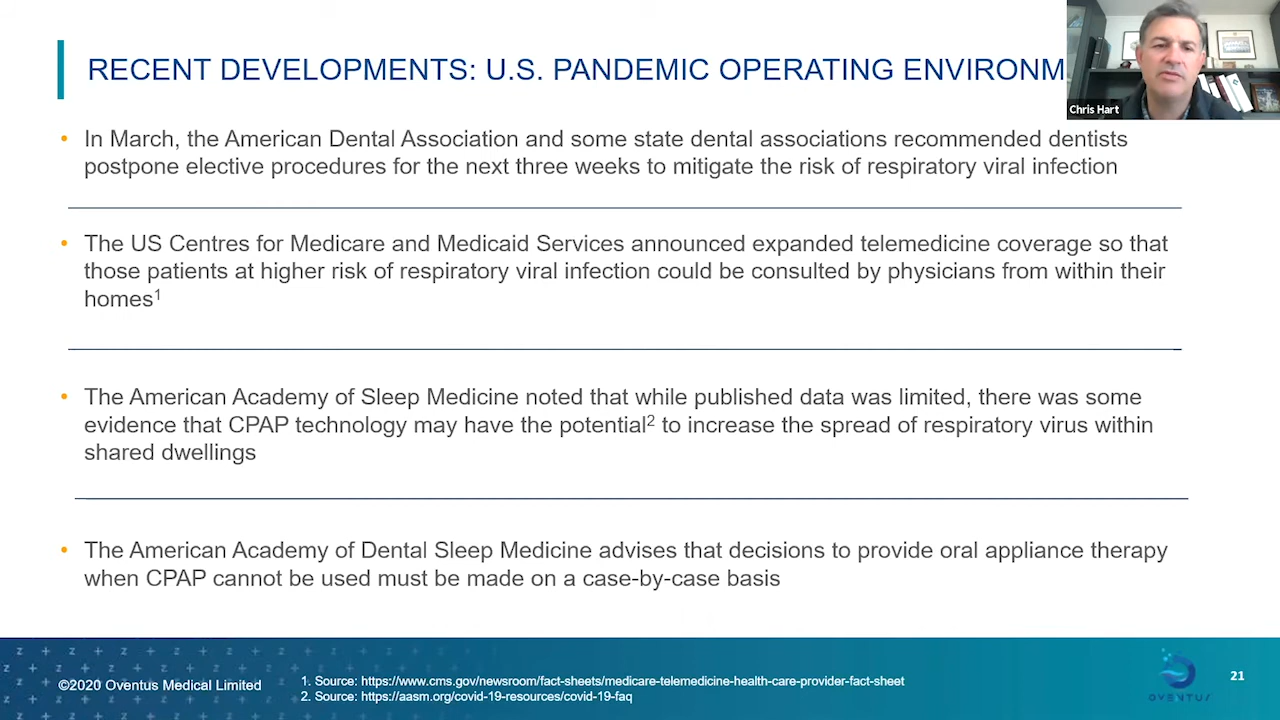 RECENT DEVELOPMENTS: U.S. PANDEMIC OPERATING ENVIRONM
Chris Hart
• In March, the American Dental Association and some state dental associations recommended dentists
postpone elective procedures for the next three weeks to mitigate the risk of respiratory viral infection
• The US Centres for Medicare and Medicaid Services announced expanded telemedicine coverage so that
those patients at higher risk of respiratory viral infection could be consulted by physicians from within their
homes1
• The American Academy of Sleep Medicine noted that while published data was limited, there was some
evidence that CPAP technology may have the potential2 to increase the spread of respiratory virus within
shared dwellings
• The American Academy of Dental Sleep Medicine advises that decisions to provide oral appliance therapy
when CPAP cannot be used must be made on a case-by-case basis
©2020 Oventus Medical Limited
1. Source: https://www.cms.gov/newsroom/fact-sheets/medicare-telemedicine-health-care-provider-fact-sheet
2. Source: https://aasm.org/covid-19-resources/covid-19-faq
OVENTUS
21